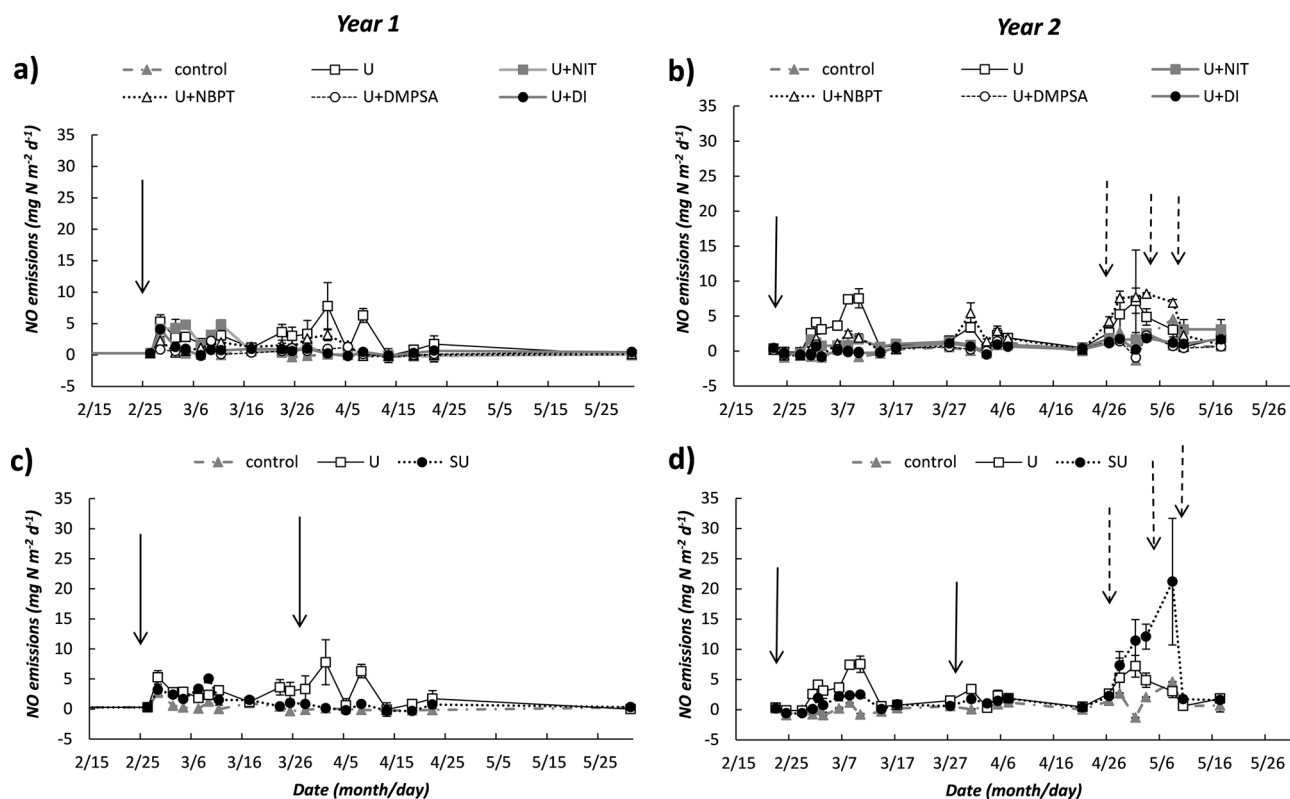 Year 1
Year 2
a)
control U U+NIT
U+NBPT U+DMPSA U+DI
NO emissions (mg N m⁻² d⁻¹)
35
30
25
20
15
10
5
0
-5
2/15 2/25 3/6 3/16 3/26 4/5 4/15 4/25 5/5 5/15 5/25
b)
control U U+NIT
U+NBPT U+DMPSA U+DI
NO emissions (mg N m⁻² d⁻¹)
35
30
25
20
15
10
5
0
-5
2/15 2/25 3/7 3/17 3/27 4/6 4/16 4/26 5/6 5/16 5/26
c)
control U SU
NO emissions (mg N m⁻² d⁻¹)
35
30
25
20
15
10
5
0
-5
2/15 2/25 3/6 3/16 3/26 4/5 4/15 4/25 5/5 5/15 5/25
Date (month/day)
d)
control U SU
NO emissions (mg N m⁻² d⁻¹)
35
30
25
20
15
10
5
0
-5
2/15 2/25 3/7 3/17 3/27 4/6 4/16 4/26 5/6 5/16 5/26
Date (month/day)